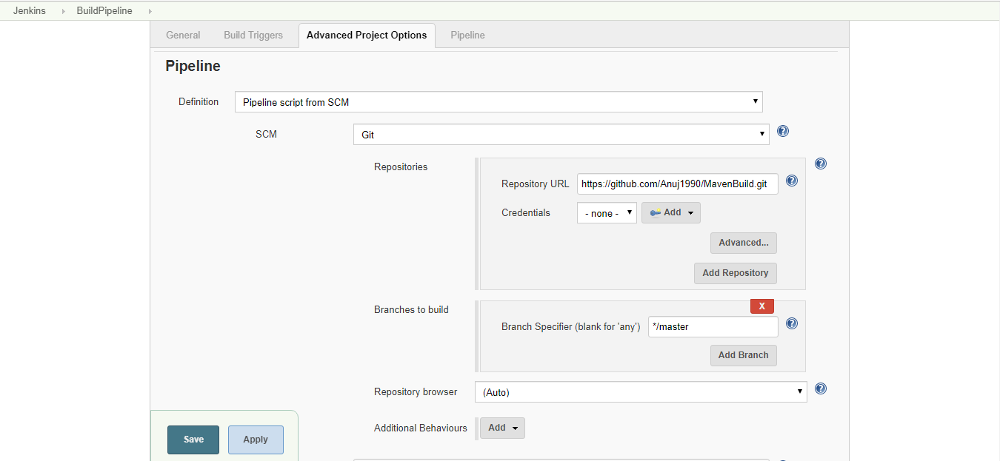 Jenkins BuildPipeline
General Build Triggers Advanced Project Options Pipeline
Pipeline
Definition Pipeline script from SCM
SCM Git
Repositories
Repository URL https://github.com/Anuj1990/MavenBuild.git
Credentials - none - Add
Advanced...
Add Repository
Branches to build
X
Branch Specifier (blank for 'any') */master
Add Branch
Repository browser (Auto)
Additional Behaviours Add
Save Apply